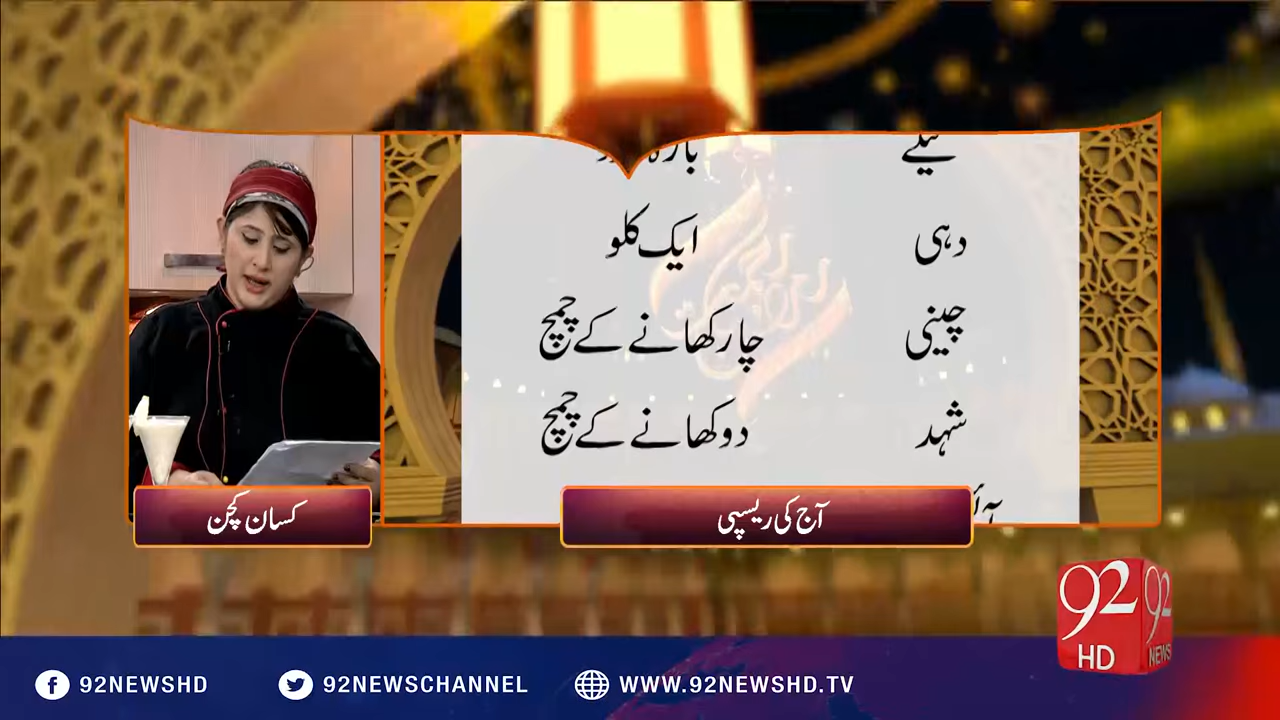 دہی ایک کلو
چینی چار کھانے کے چمچ
شہد دو کھانے کے چمچ
کسان کچن
آج کی ریسپی
92
HD
92
NEWS
92NEWSHD
92NEWSCHANNEL
WWW.92NEWSHD.TV